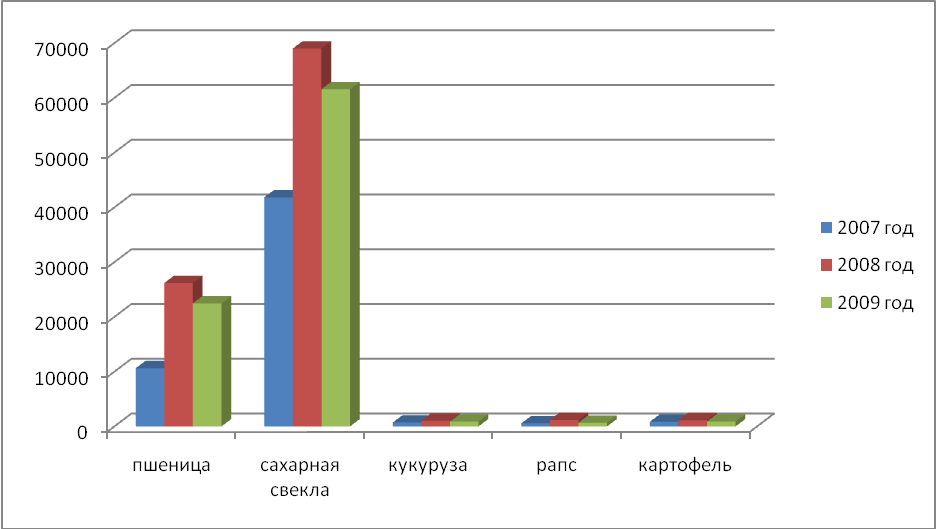 70000
60000
50000
40000
30000
20000
10000
0
пшеница
сахарная
свекла
кукуруза
рапс
картофель
2007 год
2008 год
2009 год